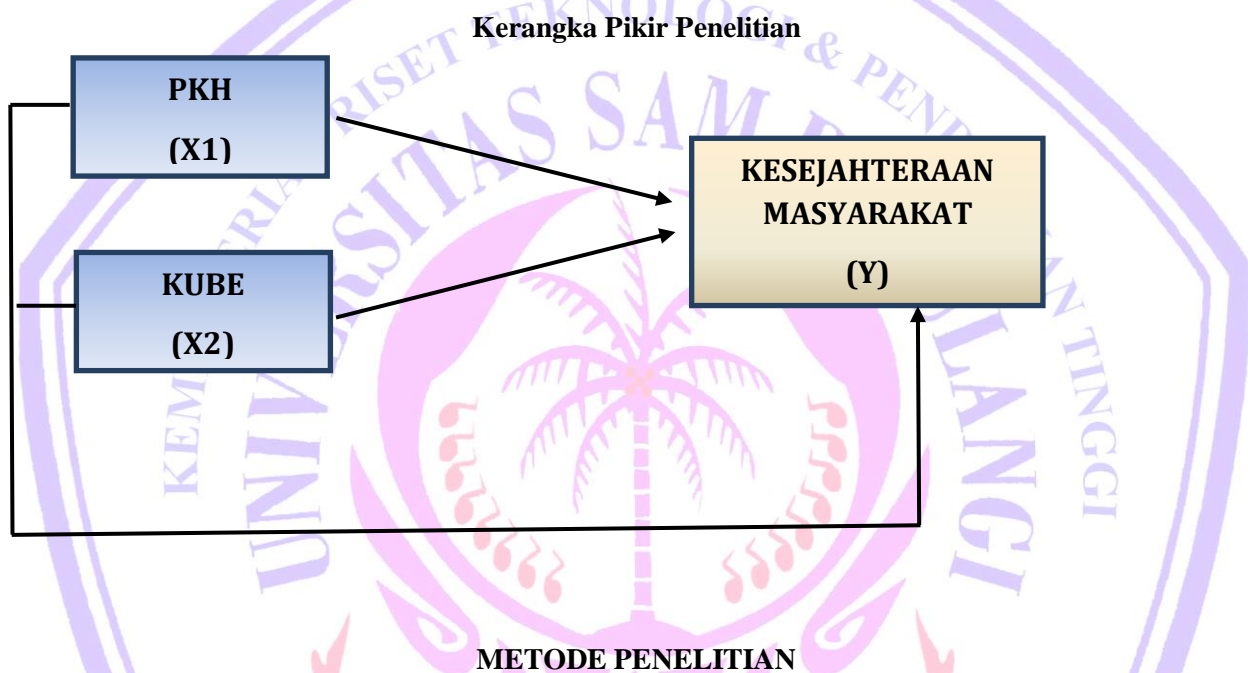 Kerangka Pikir Penelitian
PKH
(X1)
KUBE
(X2)
KESEJAHTERAAN
MASYARAKAT
(Y)
METODE PENELITIAN